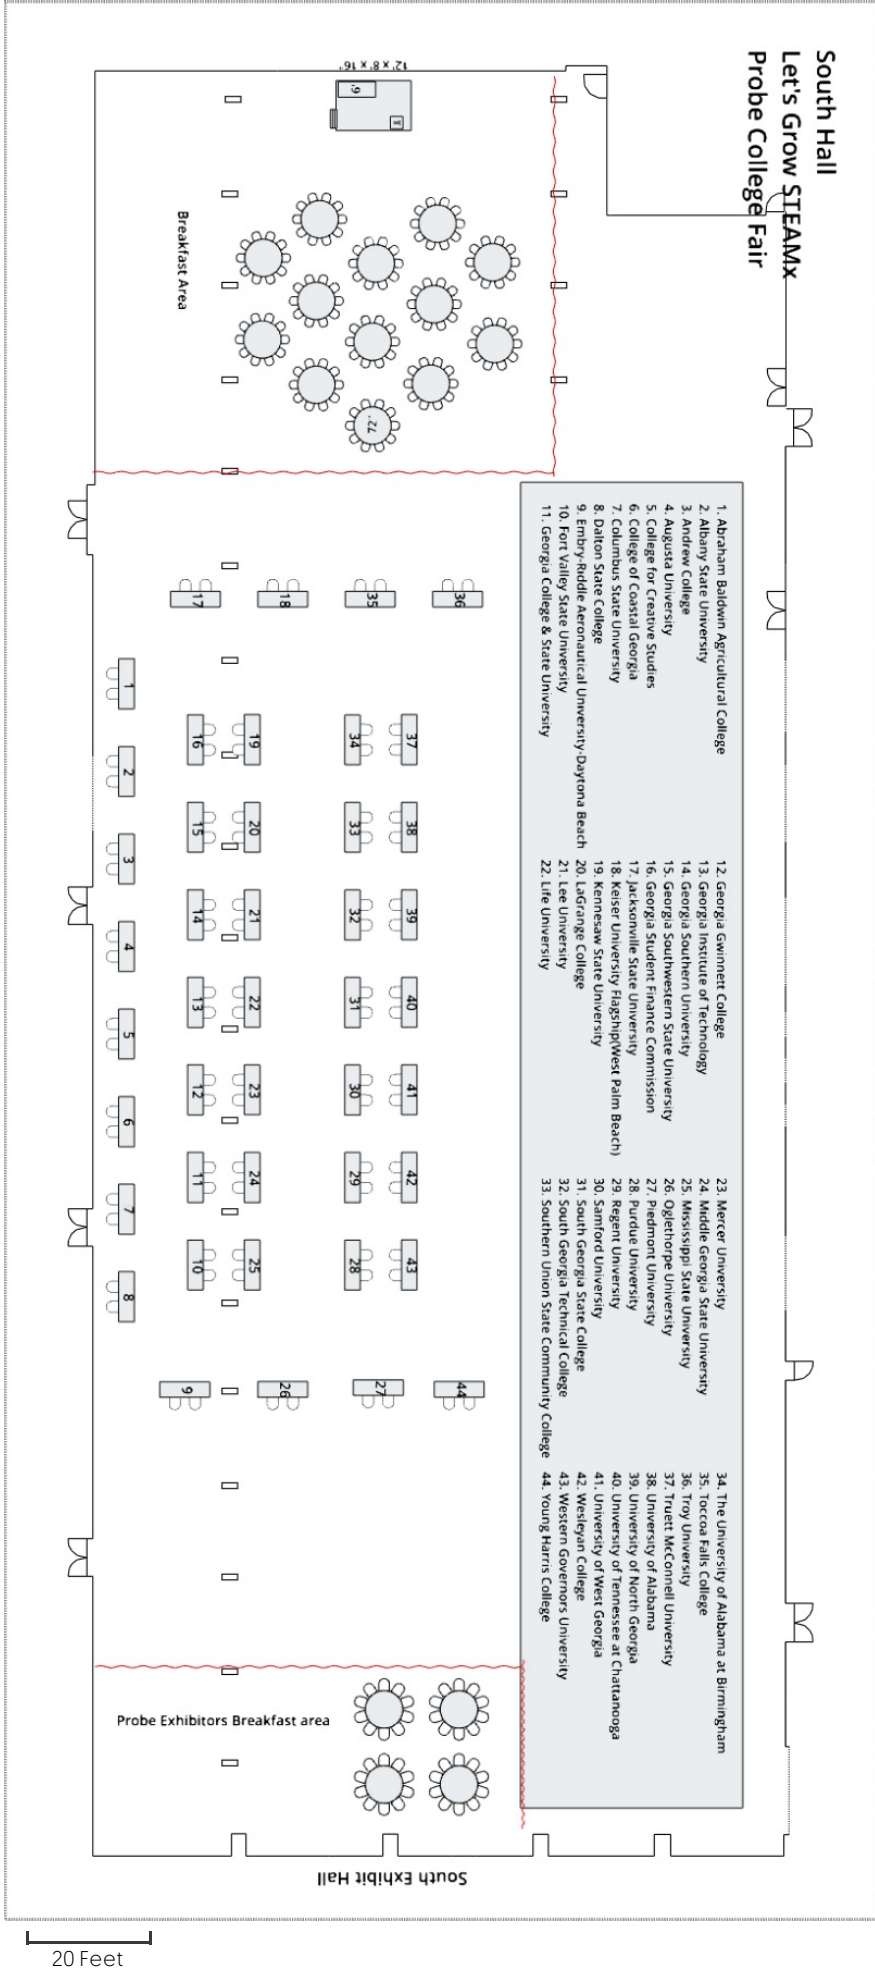 South Hall
Let's Grow STEAMx
Probe College Fair
12' x 8' x 16"
6'
Breakfast Area
72"
1. Abraham Baldwin Agricultural College
2. Albany State University
3. Andrew College
4. Augusta University
5. College for Creative Studies
6. College of Coastal Georgia
7. Columbus State University
8. Dalton State College
9. Embry-Riddle Aeronautical University-Daytona Beach
10. Fort Valley State University
11. Georgia College & State University
12. Georgia Gwinnett College
13. Georgia Institute of Technology
14. Georgia Southern University
15. Georgia Southwestern State University
16. Georgia Student Finance Commission
17. Jacksonville State University
18. Keiser University Flagship(West Palm Beach)
19. Kennesaw State University
20. LaGrange College
21. Lee University
22. Life University
23. Mercer University
24. Middle Georgia State University
25. Mississippi State University
26. Oglethorpe University
27. Piedmont University
28. Purdue University
29. Regent University
30. Samford University
31. South Georgia State College
32. South Georgia Technical College
33. Southern Union State Community College
34. The University of Alabama at Birmingham
35. Toccoa Falls College
36. Troy University
37. Truett McConnell University
38. University of Alabama
39. University of North Georgia
40. University of Tennessee at Chattanooga
41. University of West Georgia
42. Wesleyan College
43. Western Governors University
44. Young Harris College
17
18
35
36
1
2
3
4
5
6
7
8
16
15
14
13
12
11
10
19
20
21
22
23
24
25
34
33
32
31
30
29
28
37
38
39
40
41
42
43
9
26
27
44
Probe Exhibitors Breakfast area
South Exhibit Hall
20 Feet